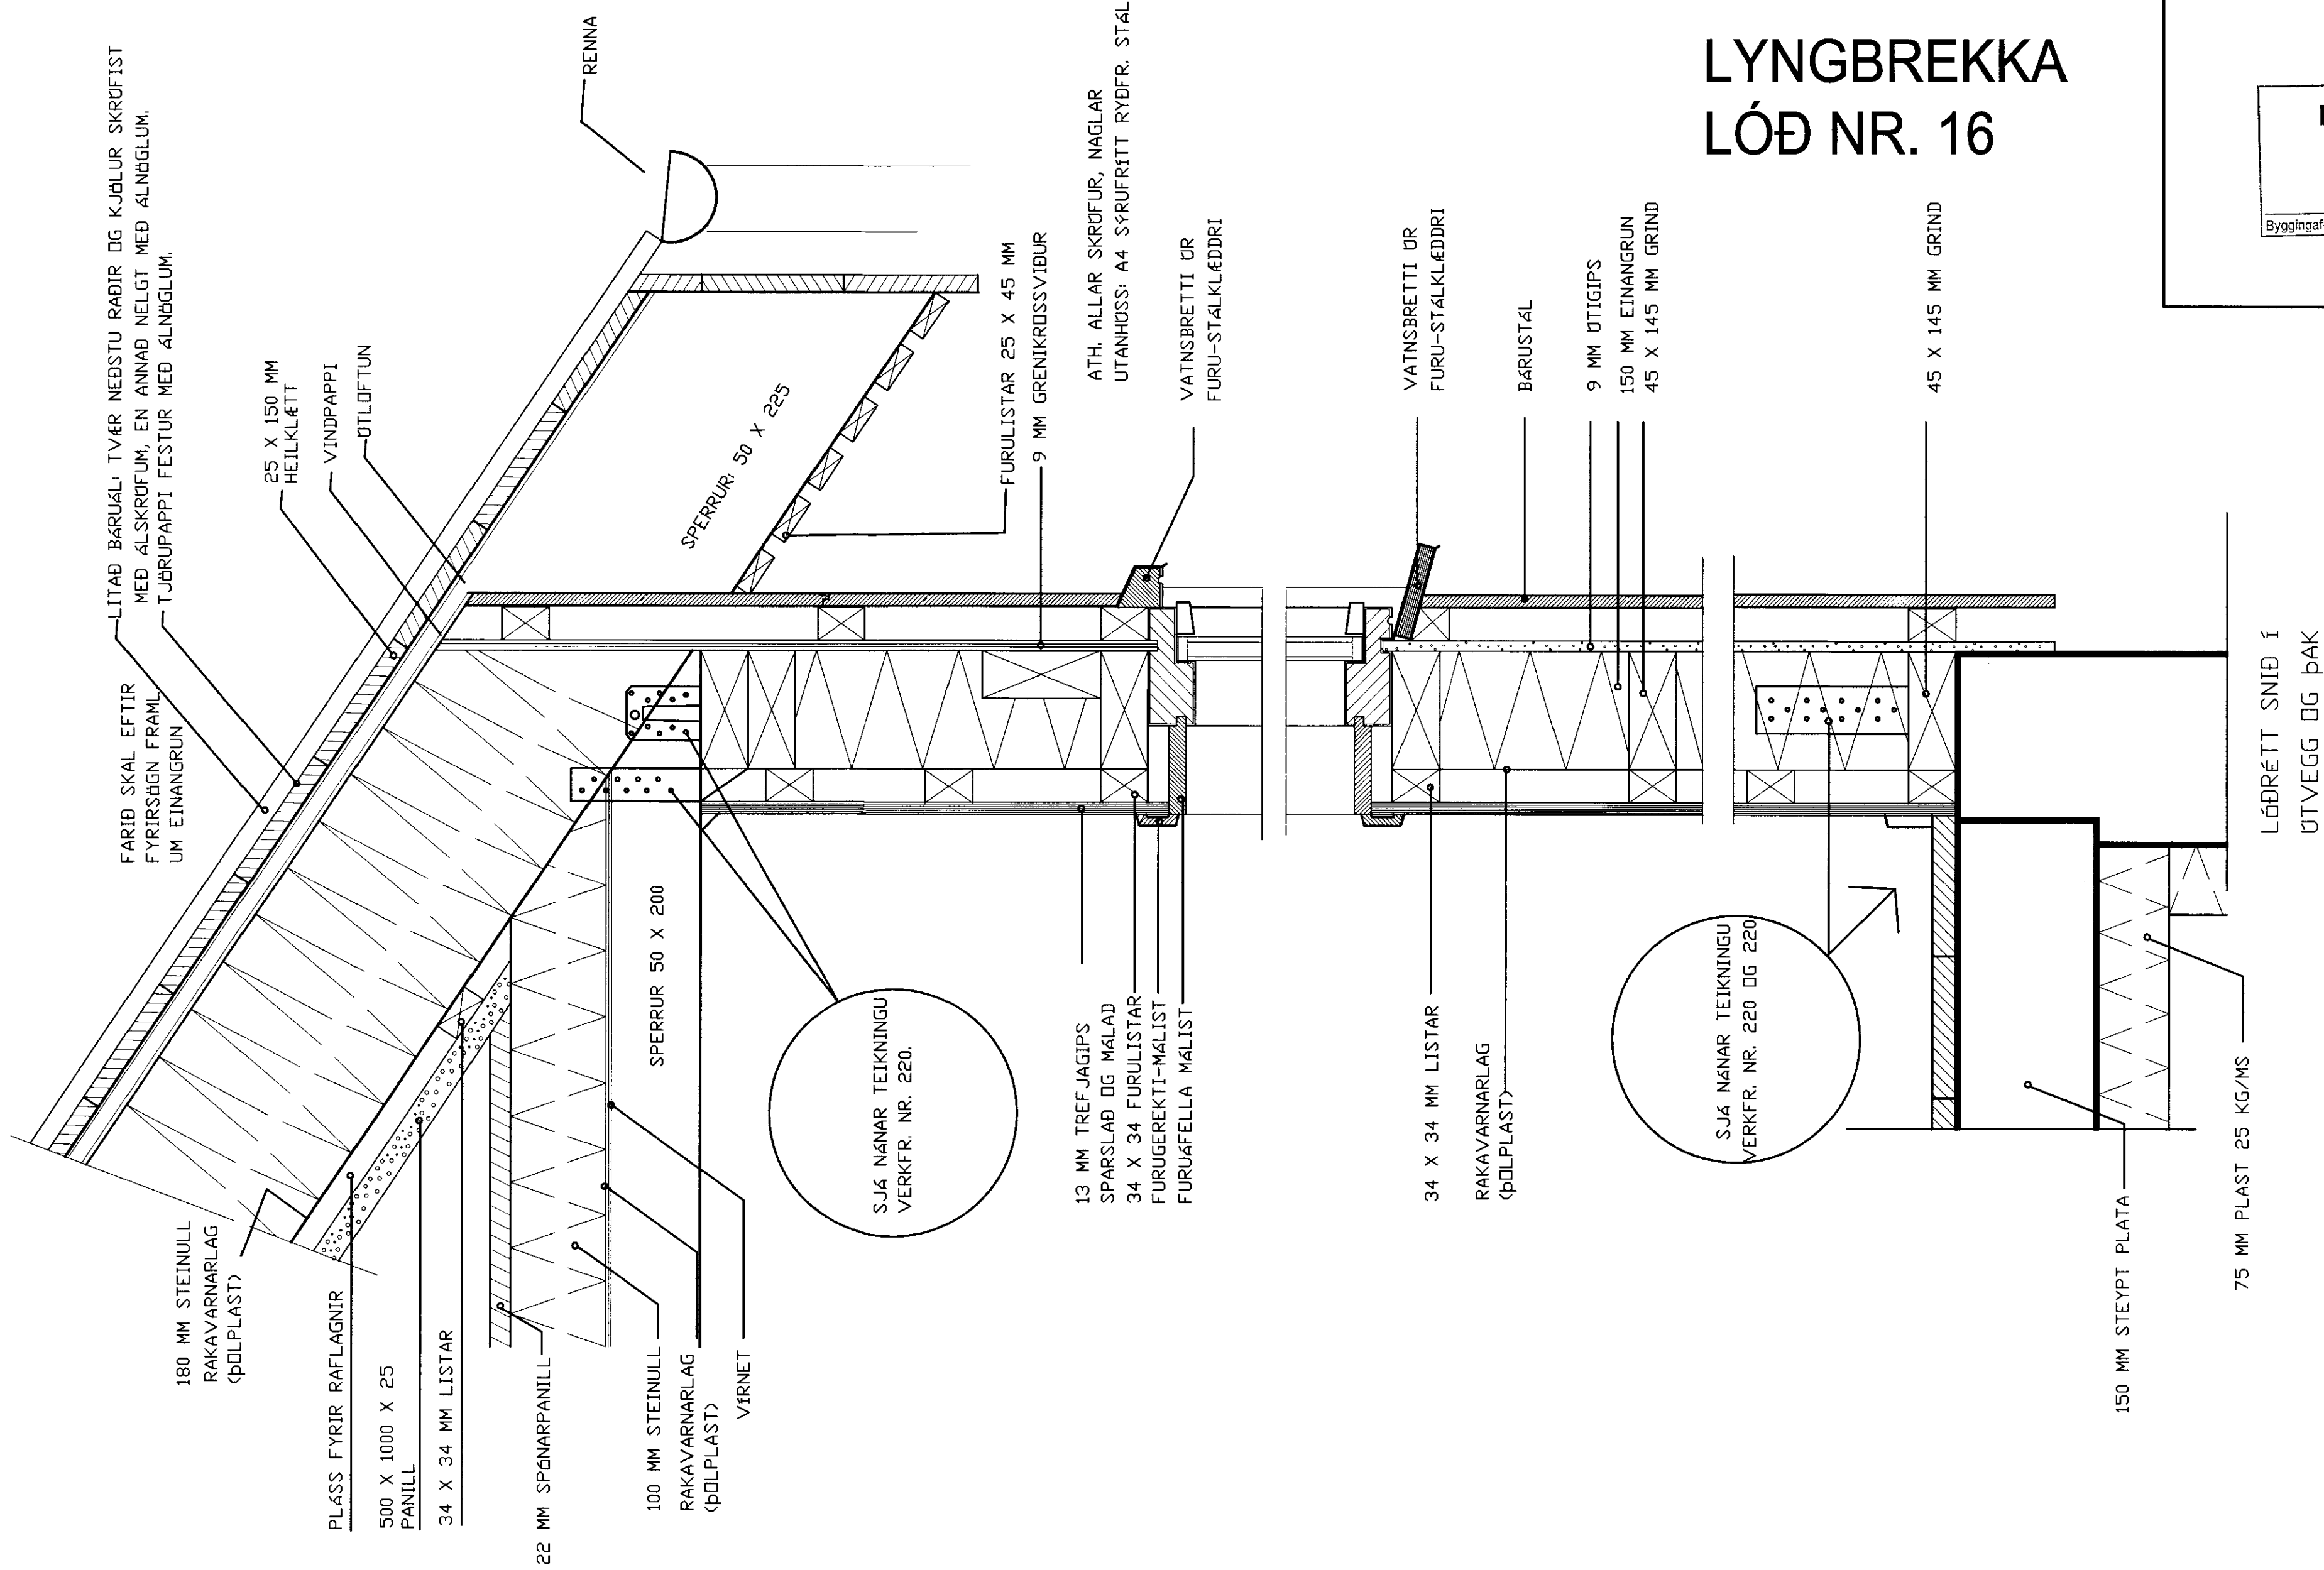 LITAÐ BÁRUÁL: TVÆR NEÐSTU RAÐIR OG KJÖLUR SKRÚFIST
MEÐ ÁLSKRÚFUM, EN ANNAÐ NELGT MEÐ ÁLNÖGLUM.
TJÖRUPAPPI FESTUR MEÐ ÁLNÖGLUM.
FARIÐ SKAL EFTIR
FYRIRSÖGN FRAML.
UM EINANGRUN
25 X 150 MM
HEILKLÆTT
VINDPAPPI
ÚTLOFTUN
RENNA
SPERRUR: 50 X 225
FURULISTAR 25 X 45 MM
9 MM GRENIKROSSVIÐUR
ATH. ALLAR SKRÚFUR, NAGLAR
UTANHÚSS: A4 SÝRUFRÍTT RYÐFR. STÁL
VATNSBRETTI ÚR
FURU-STÁLKLÆDDRI
VATNSBRETTI ÚR
FURU-STÁLKLÆDDRI
BÁRUSTÁL
9 MM ÚTIGIPS
150 MM EINANGRUN
45 X 145 MM GRIND
45 X 145 MM GRIND
LYNGBREKKA
LÓÐ NR. 16
180 MM STEINULL
RAKAVARNARLAG
(ÞOLPLAST)
PLÁSS FYRIR RAFLAGNIR
500 X 1000 X 25
PANILL
34 X 34 MM LISTAR
22 MM SPÓNARPANILL
100 MM STEINULL
RAKAVARNARLAG
(ÞOLPLAST)
VÍRNET
SPERRUR 50 X 200
SJÁ NÁNAR TEIKNINGU
VERKFR. NR. 220.
13 MM TREFJAGIPS
SPARSLAÐ OG MÁLAD
34 X 34 FURULISTAR
FURUGEREKTI-MÁLIST
FURUÁFELLA MÁLIST
34 X 34 MM LISTAR
RAKAVARNARLAG
(ÞOLPLAST)
SJÁ NÁNAR TEIKNINGU
VERKFR. NR. 220 OG 220
150 MM STEYPT PLATA
75 MM PLAST 25 KG/MS
LÓÐRÉTT SNIÐ Í
ÚTVEGG OG ÞAK
Byggingaf